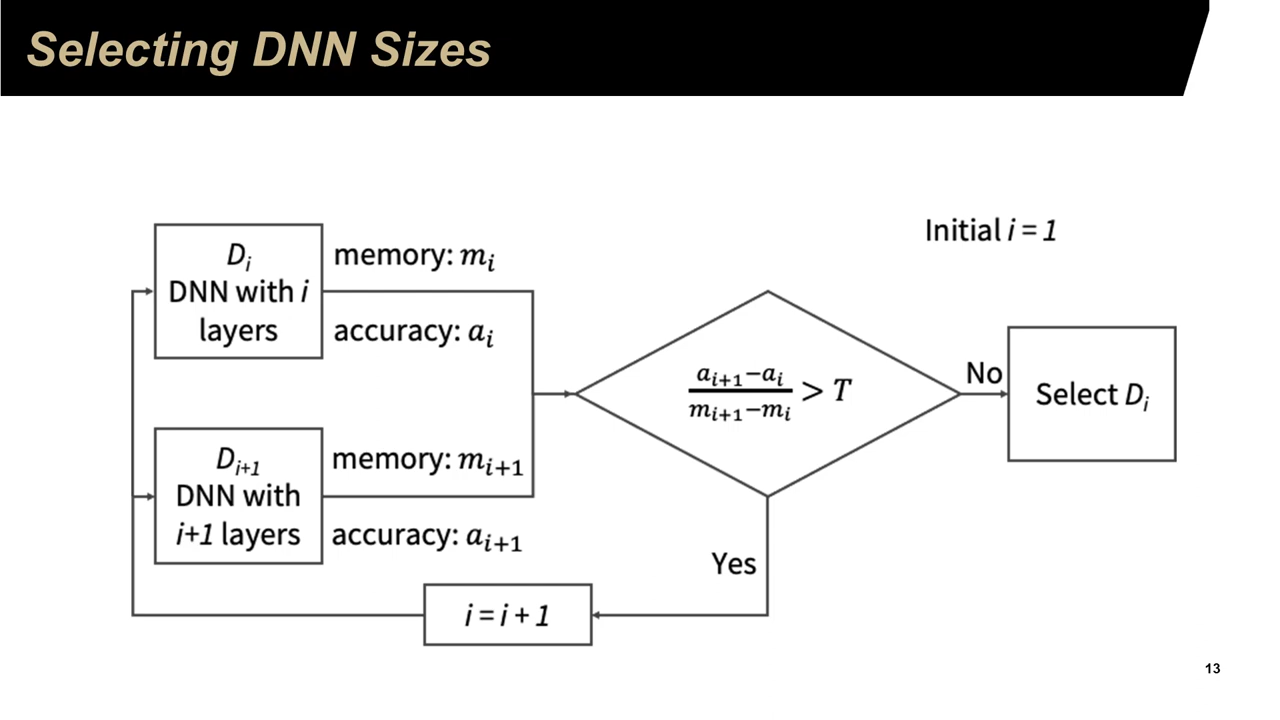 Selecting DNN Sizes
Initial i = 1
Dᵢ
DNN with i
layers
memory: mᵢ
accuracy: aᵢ
Dᵢ₊₁
DNN with
i+1 layers
memory: mᵢ₊₁
accuracy: aᵢ₊₁
aᵢ₊₁−aᵢ
mᵢ₊₁−mᵢ
> T
No
Select Dᵢ
Yes
i = i + 1
13